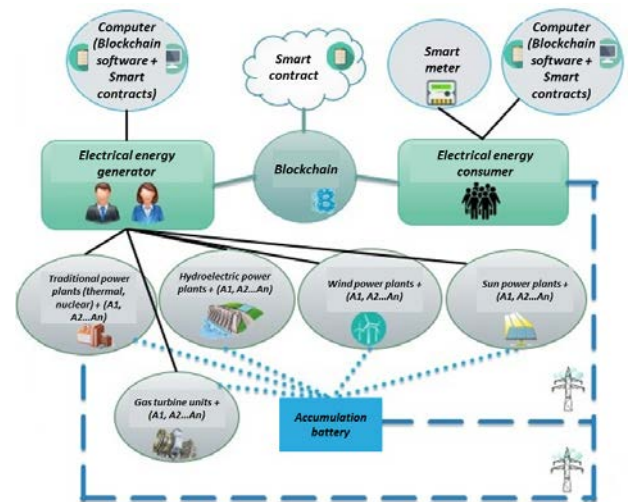 Computer
(Blockchain
software +
Smart
contracts)
Smart
contract
Smart
meter
Computer
(Blockchain
software +
Smart
contracts)
Electrical energy
generator
Blockchain
Electrical energy
consumer
Traditional power
plants (thermal,
nuclear) + (A1,
A2...An)
Hydroelectric power
plants + (A1, A2...An)
Wind power plants +
(A1, A2...An)
Sun power plants +
(A1, A2...An)
Gas turbine units +
(A1, A2...An)
Accumulation
battery